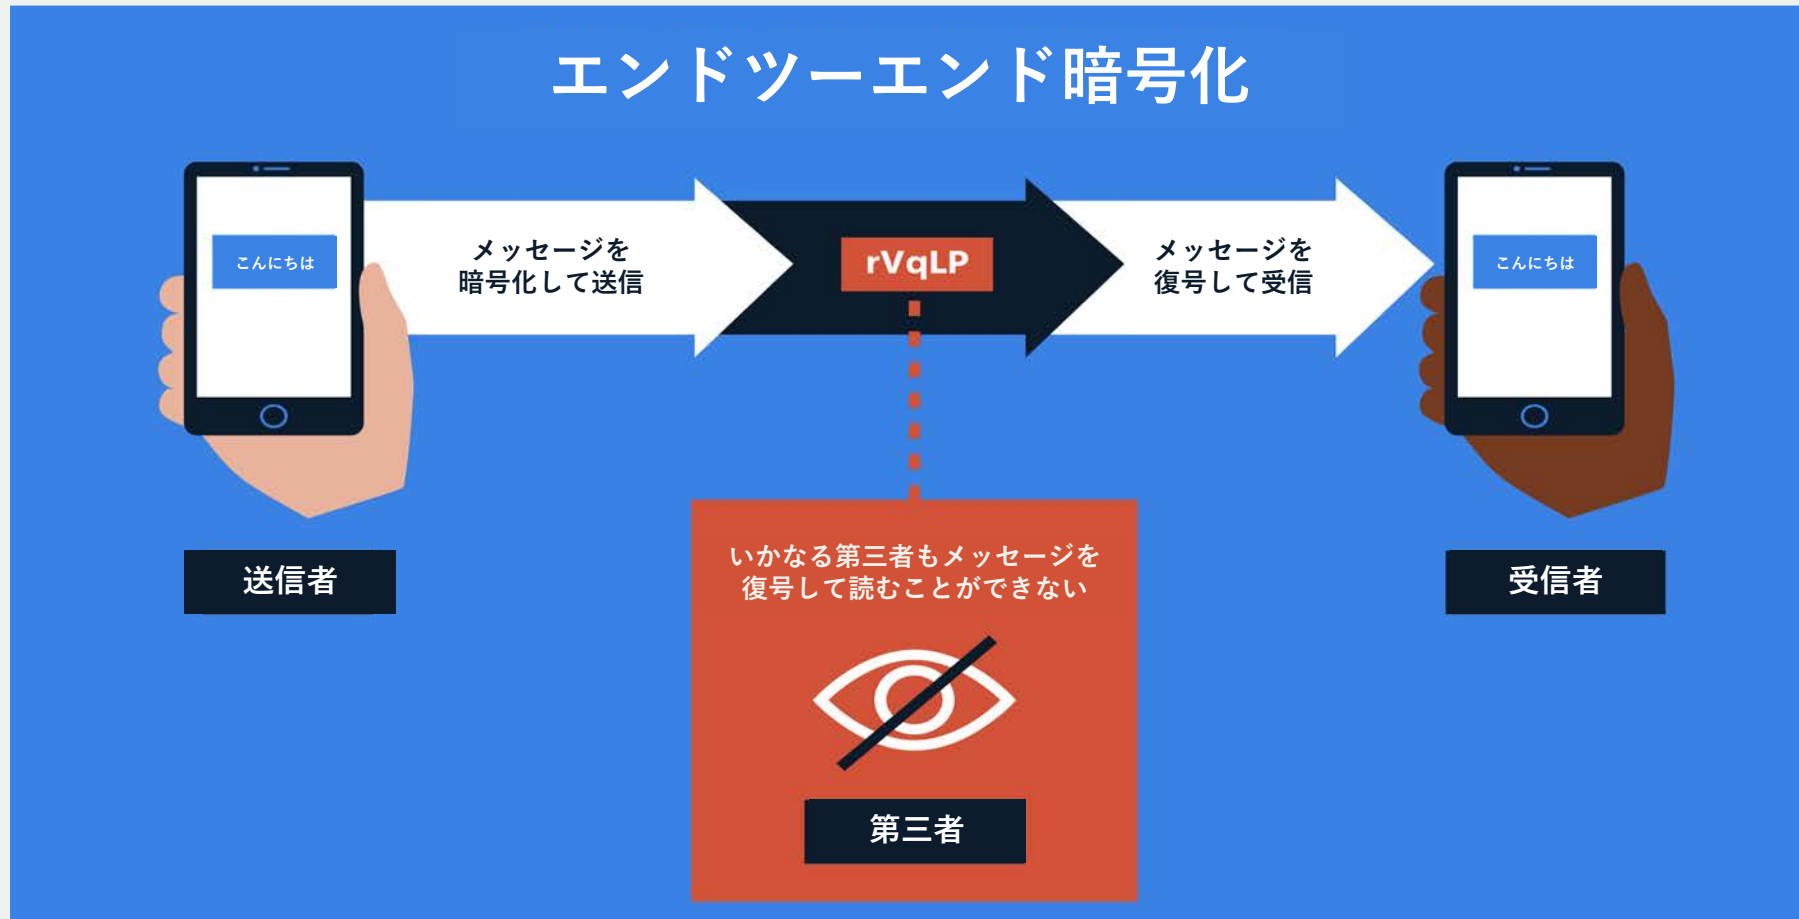 エンドツーエンド暗号化
こんにちは
メッセージを
暗号化して送信
rVqLP
メッセージを
復号して受信
こんにちは
送信者
いかなる第三者もメッセージを
復号して読むことができない
第三者
受信者